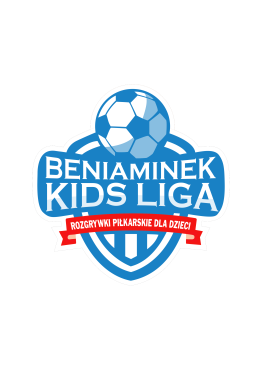 BENIAMINEK
KIDS LIGA
ROZGRYWKI PIŁKARSKIE DLA DZIECI